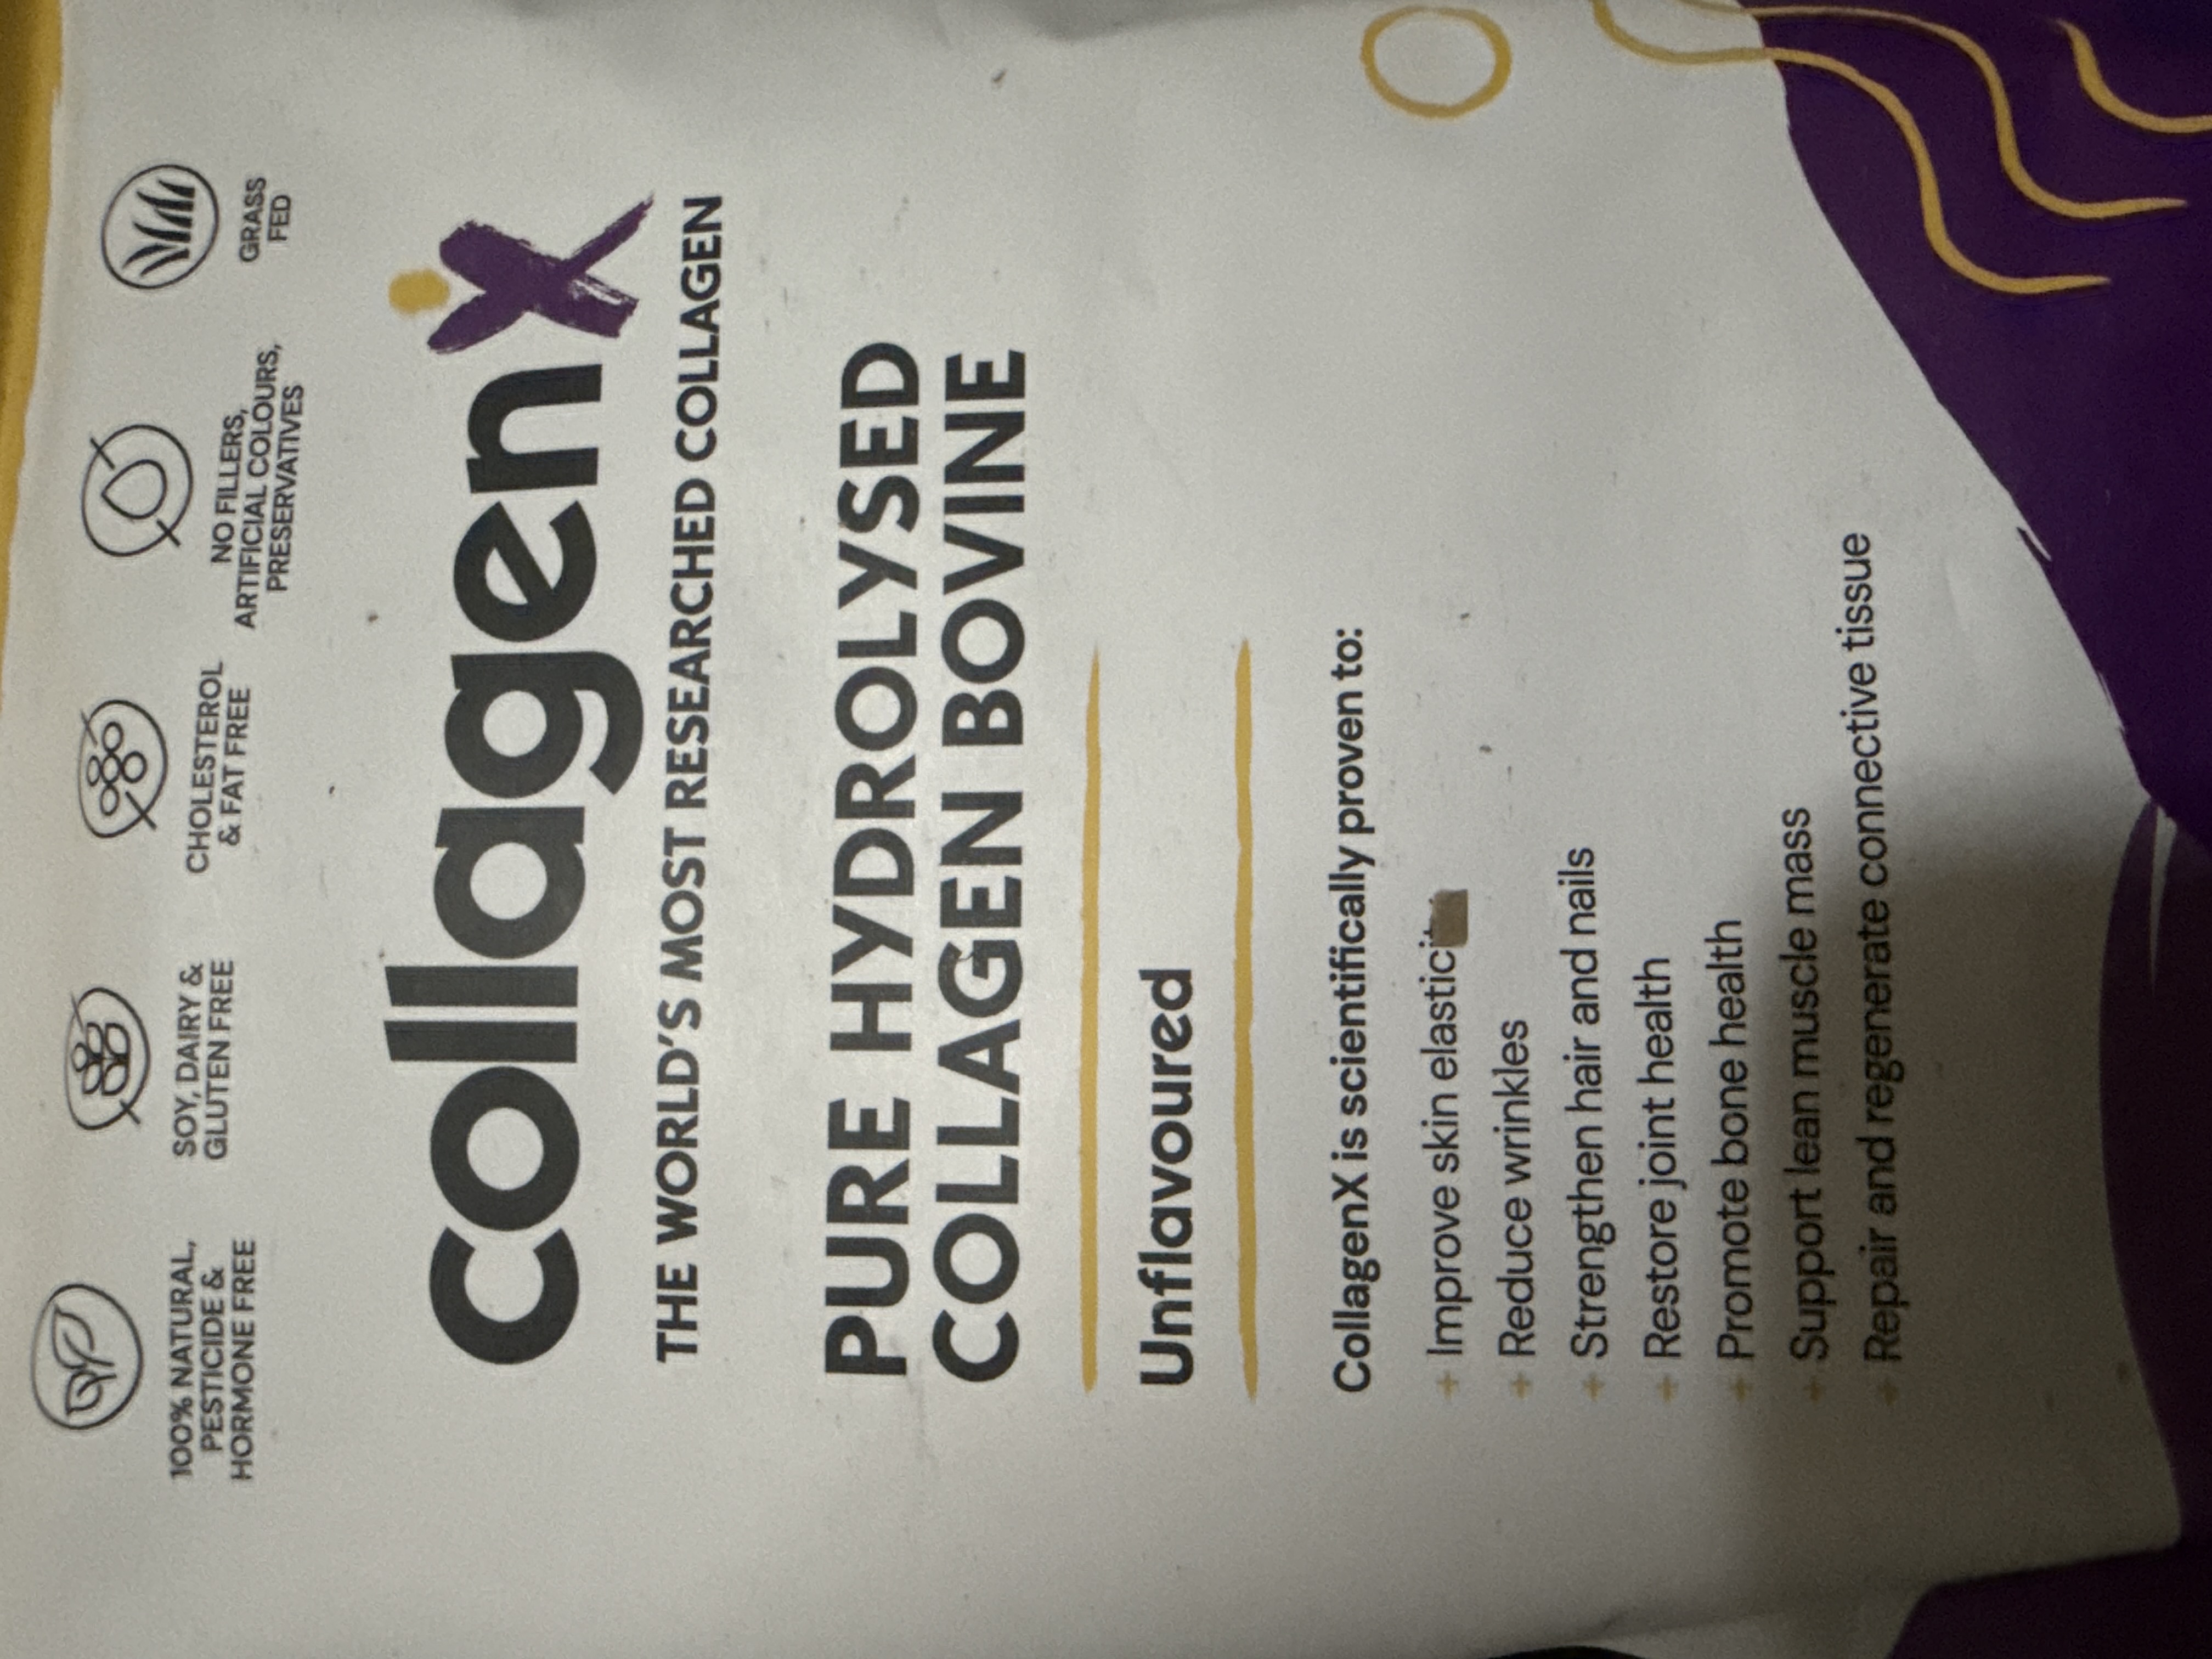 100% NATURAL,
PESTICIDE &
HORMONE FREE
SOY, DAIRY &
GLUTEN FREE
CHOLESTEROL
& FAT FREE
NO FILLERS,
ARTIFICIAL COLOURS,
PRESERVATIVES
GRASS
FED
collagenX
THE WORLD'S MOST RESEARCHED COLLAGEN
PURE HYDROLYSED
COLLAGEN BOVINE
Unflavoured
CollagenX is scientifically proven to:
+ Improve skin
+ Reduce wrinkles
+ Strengthen hair and nails
+ Restore joint health
+ Promote bone health
+ Support lean muscle mass
+ Repair and regenerate connective tissue